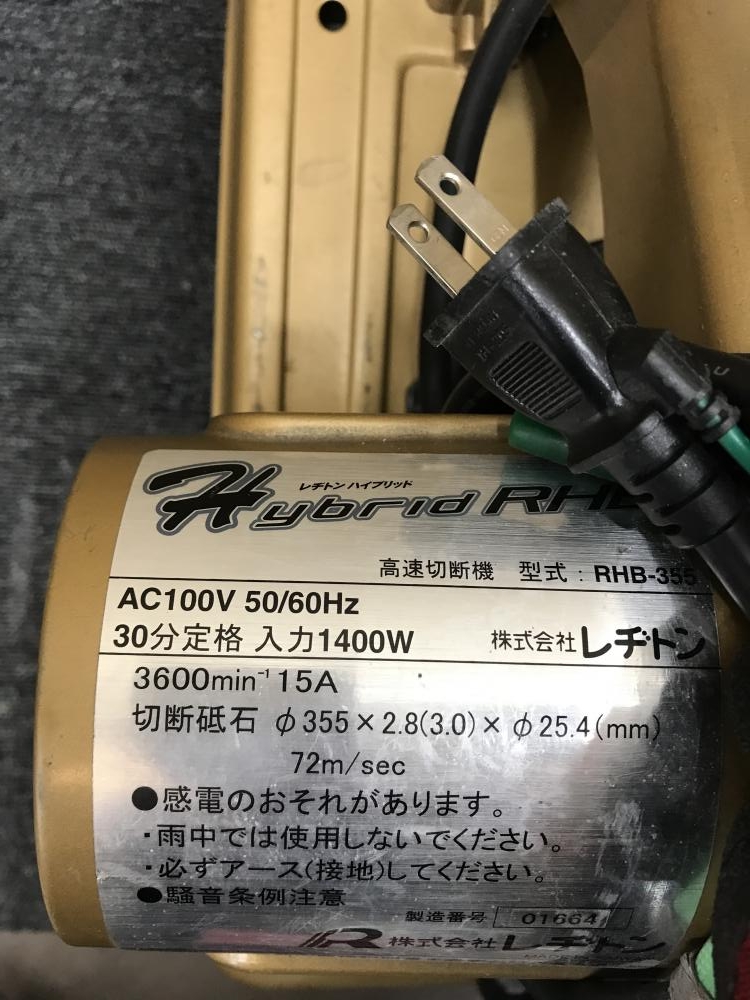 レヂトンハイブリッド
Hybrid RHB
高速切断機 型式：RHB-355
AC100V 50/60Hz
30分定格 入力1400W 株式会社レヂトン
3600min⁻¹ 15A
切断砥石 φ355×2.8(3.0)×φ25.4(mm)
72m/sec
●感電のおそれがあります。
・雨中では使用しないでください。
・必ずアース(接地)してください。
●騒音条例注意
製造番号 01664
株式会社レヂトン